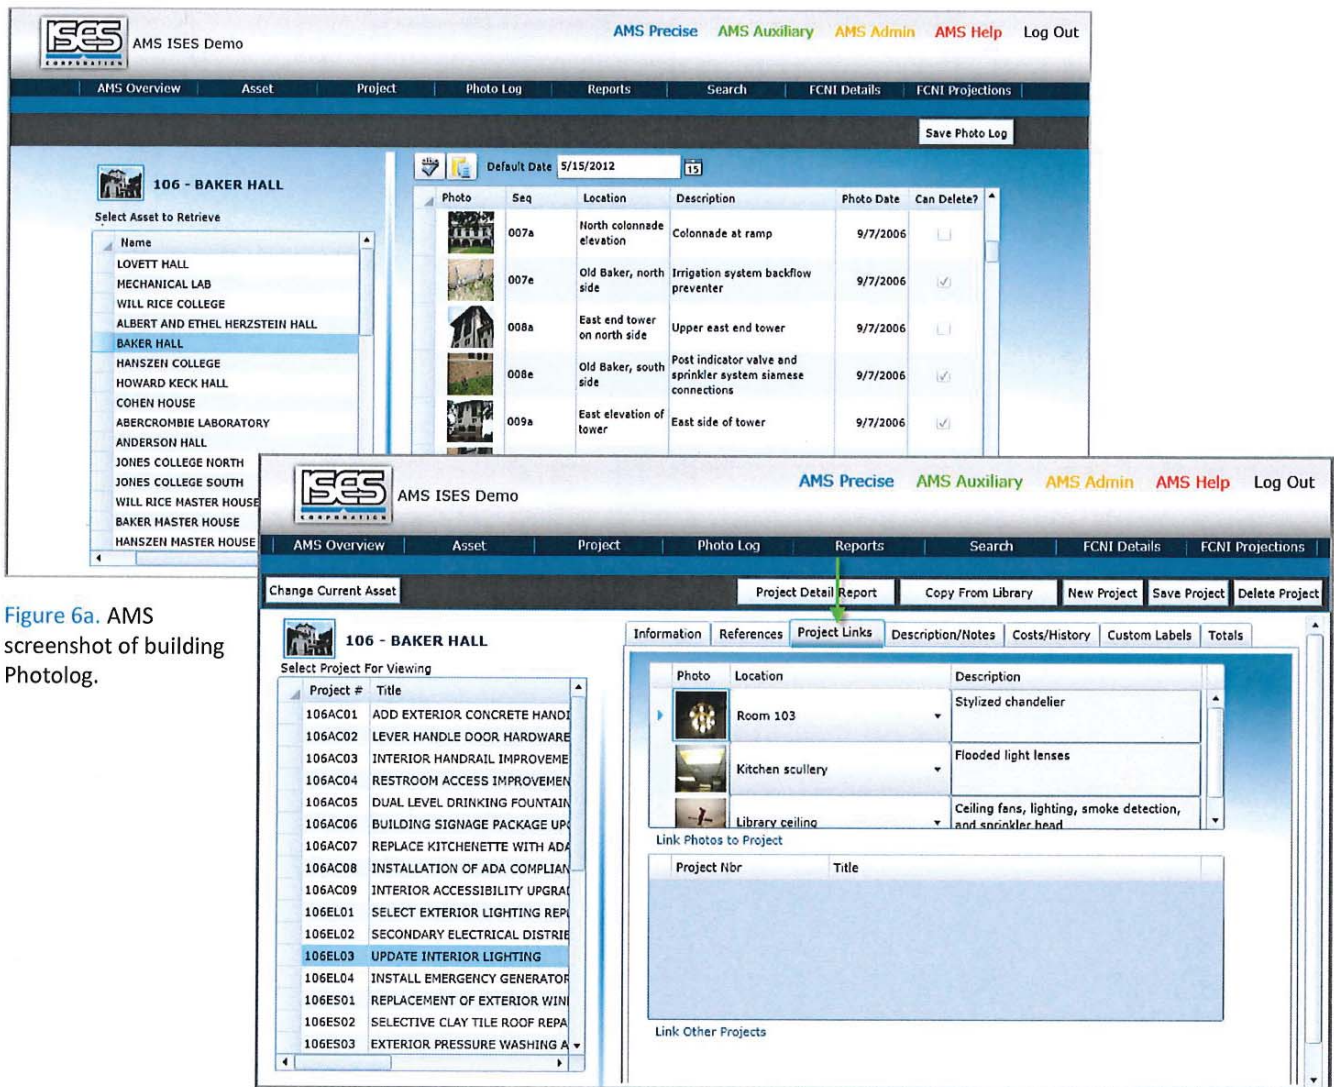 ISES
CORPORATION
AMS ISES Demo
AMS Precise AMS Auxiliary AMS Admin AMS Help Log Out
AMS Overview Asset Project Photo Log Reports Search FCNI Details FCNI Projections
Save Photo Log
106 - BAKER HALL
Select Asset to Retrieve
Name
LOVETT HALL
MECHANICAL LAB
WILL RICE COLLEGE
ALBERT AND ETHEL HERZSTEIN HALL
BAKER HALL
HANSZEN COLLEGE
HOWARD KECK HALL
COHEN HOUSE
ABERCROMBIE LABORATORY
ANDERSON HALL
JONES COLLEGE NORTH
JONES COLLEGE SOUTH
WILL RICE MASTER HOUSE
BAKER MASTER HOUSE
HANSZEN MASTER HOUSE
Default Date 5/15/2012 15
Photo Seq Location Description Photo Date Can Delete?
007a North colonnade elevation Colonnade at ramp 9/7/2006
007e Old Baker, north side Irrigation system backflow preventer 9/7/2006
008a East end tower on north side Upper east end tower 9/7/2006
008e Old Baker, south side Post indicator valve and sprinkler system siamese connections 9/7/2006
009a East elevation of tower East side of tower 9/7/2006
Figure 6a. AMS
screenshot of building
Photolog.
ISES
CORPORATION
AMS ISES Demo
AMS Precise AMS Auxiliary AMS Admin AMS Help Log Out
AMS Overview Asset Project Photo Log Reports Search FCNI Details FCNI Projections
Change Current Asset Project Detail Report Copy From Library New Project Save Project Delete Project
106 - BAKER HALL
Select Project For Viewing
Project # Title
106AC01 ADD EXTERIOR CONCRETE HANDI
106AC02 LEVER HANDLE DOOR HARDWARE
106AC03 INTERIOR HANDRAIL IMPROVEME
106AC04 RESTROOM ACCESS IMPROVEMEN
106AC05 DUAL LEVEL DRINKING FOUNTAIN
106AC06 BUILDING SIGNAGE PACKAGE UPG
106AC07 REPLACE KITCHENETTE WITH ADA
106AC08 INSTALLATION OF ADA COMPLIAN
106AC09 INTERIOR ACCESSIBILITY UPGRAD
106EL01 SELECT EXTERIOR LIGHTING REPL
106EL02 SECONDARY ELECTRICAL DISTRIB
106EL03 UPDATE INTERIOR LIGHTING
106EL04 INSTALL EMERGENCY GENERATOR
106ES01 REPLACEMENT OF EXTERIOR WIN
106ES02 SELECTIVE CLAY TILE ROOF REPA
106ES03 EXTERIOR PRESSURE WASHING A
Information References Project Links Description/Notes Costs/History Custom Labels Totals
Photo Location Description
Room 103 Stylized chandelier
Kitchen scullery Flooded light lenses
Library ceiling Ceiling fans, lighting, smoke detection, and sprinkler head
Link Photos to Project
Project Nbr Title
Link Other Projects